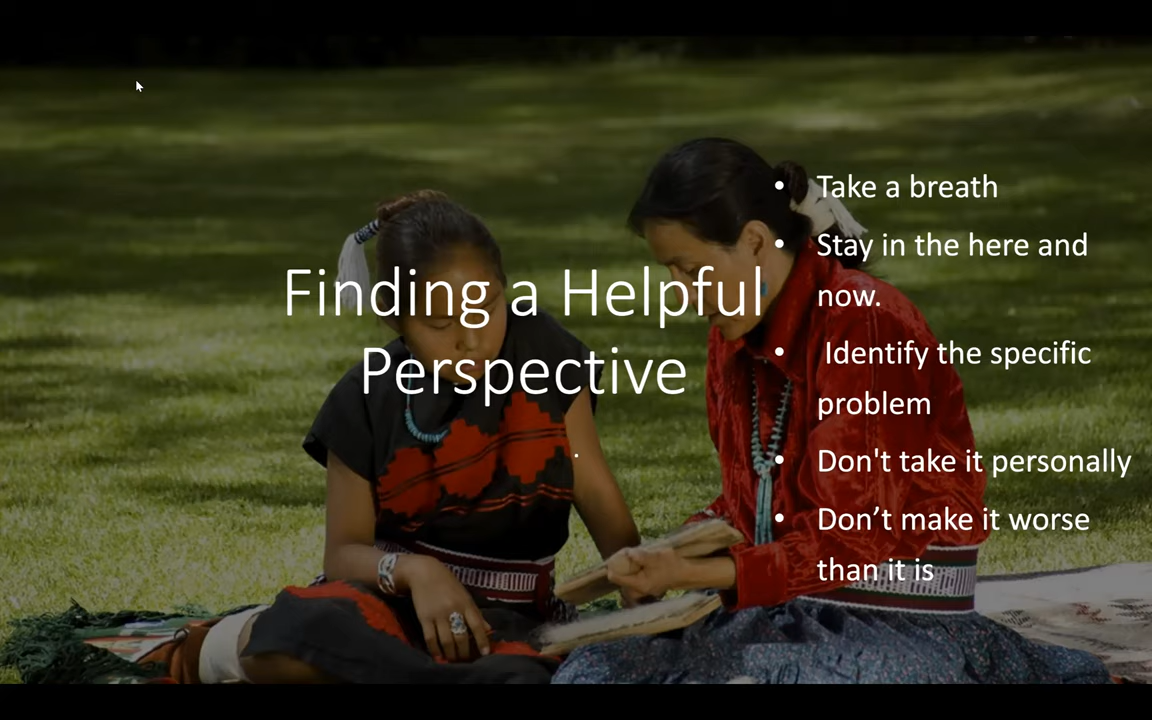 Finding a Helpful
Perspective
• Take a breath
• Stay in the here and
now.
• Identify the specific
problem
• Don't take it personally
• Don’t make it worse
than it is